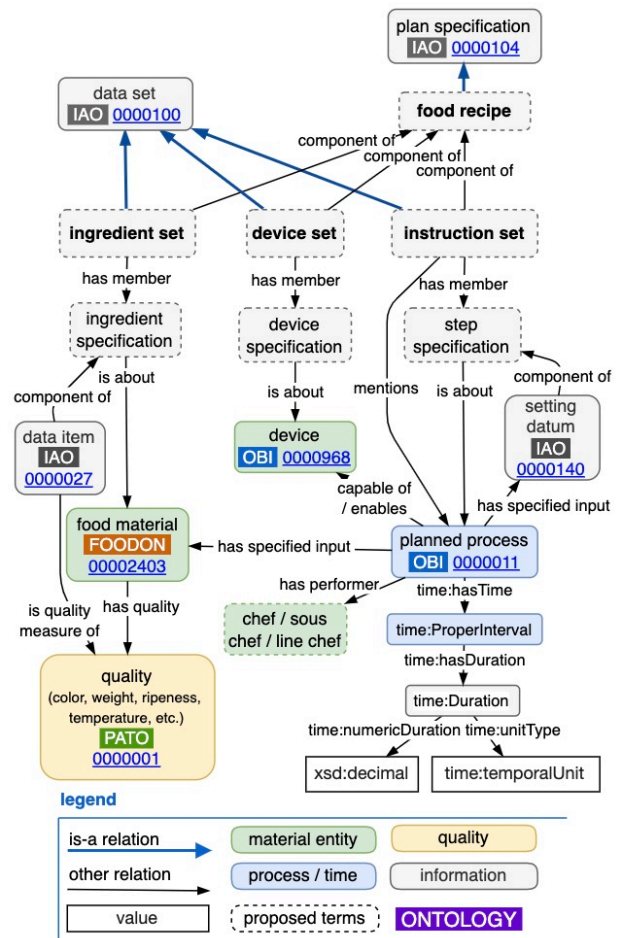 plan specification
IAO 0000104
data set
IAO 0000100
food recipe
component of
component of
component of
ingredient set
device set
instruction set
has member
has member
has member
ingredient
specification
device
specification
step
specification
is about
component of
is about
mentions
is about
component of
data item
IAO
0000027
device
OBI 0000968
setting
datum
IAO
0000140
capable of
/ enables
has specified input
food material
FOODON
00002403
has specified input
planned process
OBI 0000011
has performer
time:hasTime
is quality
measure of
has quality
chef / sous
chef / line chef
time:ProperInterval
time:hasDuration
quality
(color, weight, ripeness,
temperature, etc.)
PATO
0000001
time:Duration
time:numericDuration time:unitType
xsd:decimal
time:temporalUnit
legend
is-a relation
material entity
quality
other relation
process / time
information
value
proposed terms
ONTOLOGY